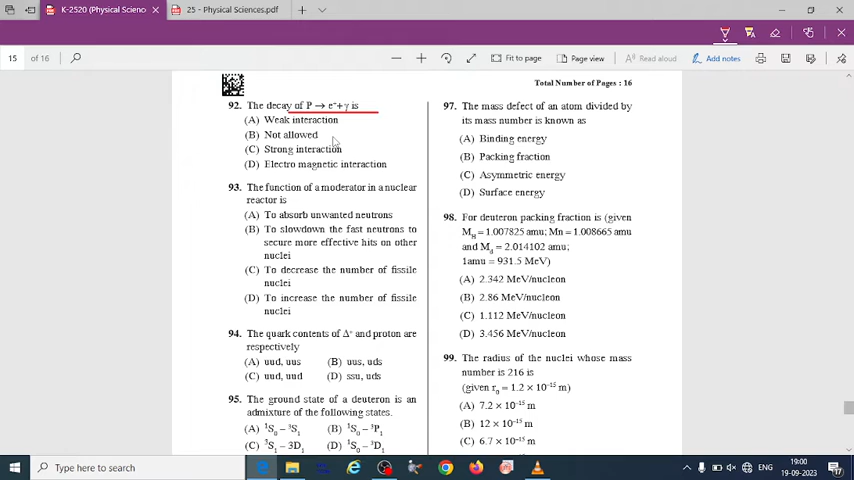 K-2520 (Physical Science
25 - Physical Sciences.pdf
15 of 16
Fit to page
Page view
Read aloud
Add notes
Total Number of Pages : 16
92. The decay of P → e⁺+γ is
(A) Weak interaction
(B) Not allowed
(C) Strong interaction
(D) Electro magnetic interaction
93. The function of a moderator in a nuclear
reactor is
(A) To absorb unwanted neutrons
(B) To slowdown the fast neutrons to
secure more effective hits on other
nuclei
(C) To decrease the number of fissile
nuclei
(D) To increase the number of fissile
nuclei
94. The quark contents of Δ⁺ and proton are
respectively
(A) uud, uus (B) uus, uds
(C) uud, uud (D) ssu, uds
95. The ground state of a deuteron is an
admixture of the following states.
(A) ¹S₀ – ³S₁ (B) ¹S₀ – ³P₁
(C) ³S₁ – 3D₁ (D) ¹S₀ – ³D₁
97. The mass defect of an atom divided by
its mass number is known as
(A) Binding energy
(B) Packing fraction
(C) Asymmetric energy
(D) Surface energy
98. For deuteron packing fraction is (given
M_H = 1.007825 amu; Mn = 1.008665 amu
and M_d = 2.014102 amu;
1amu = 931.5 MeV)
(A) 2.342 MeV/nucleon
(B) 2.86 MeV/nucleon
(C) 1.112 MeV/nucleon
(D) 3.456 MeV/nucleon
99. The radius of the nuclei whose mass
number is 216 is
(given r₀ = 1.2 × 10⁻¹⁵ m)
(A) 7.2 × 10⁻¹⁵ m
(B) 12 × 10⁻¹⁵ m
(C) 6.7 × 10⁻¹⁵ m
Type here to search
ENG
19:00
19-09-2023